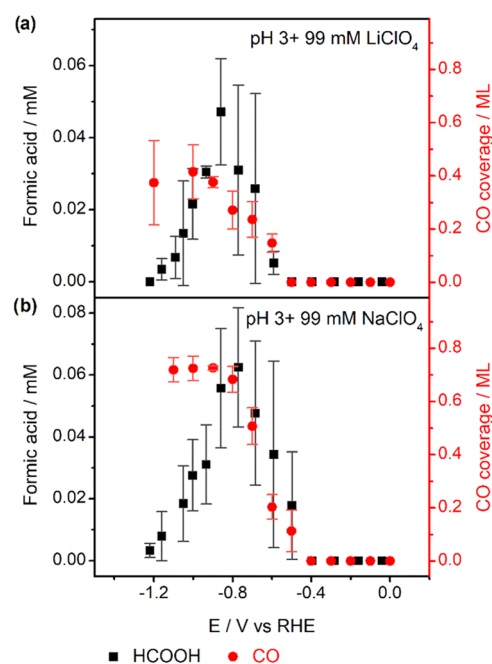 (a)
pH 3+ 99 mM LiClO4
0.06
0.04
0.02
0.00
Formic acid / mM
0.8
0.6
0.4
0.2
0.0
CO coverage / ML
(b)
pH 3+ 99 mM NaClO4
0.08
0.06
0.04
0.02
0.00
Formic acid / mM
0.8
0.6
0.4
0.2
0.0
CO coverage / ML
-1.2 -0.8 -0.4 0.0
E / V vs RHE
HCOOH CO